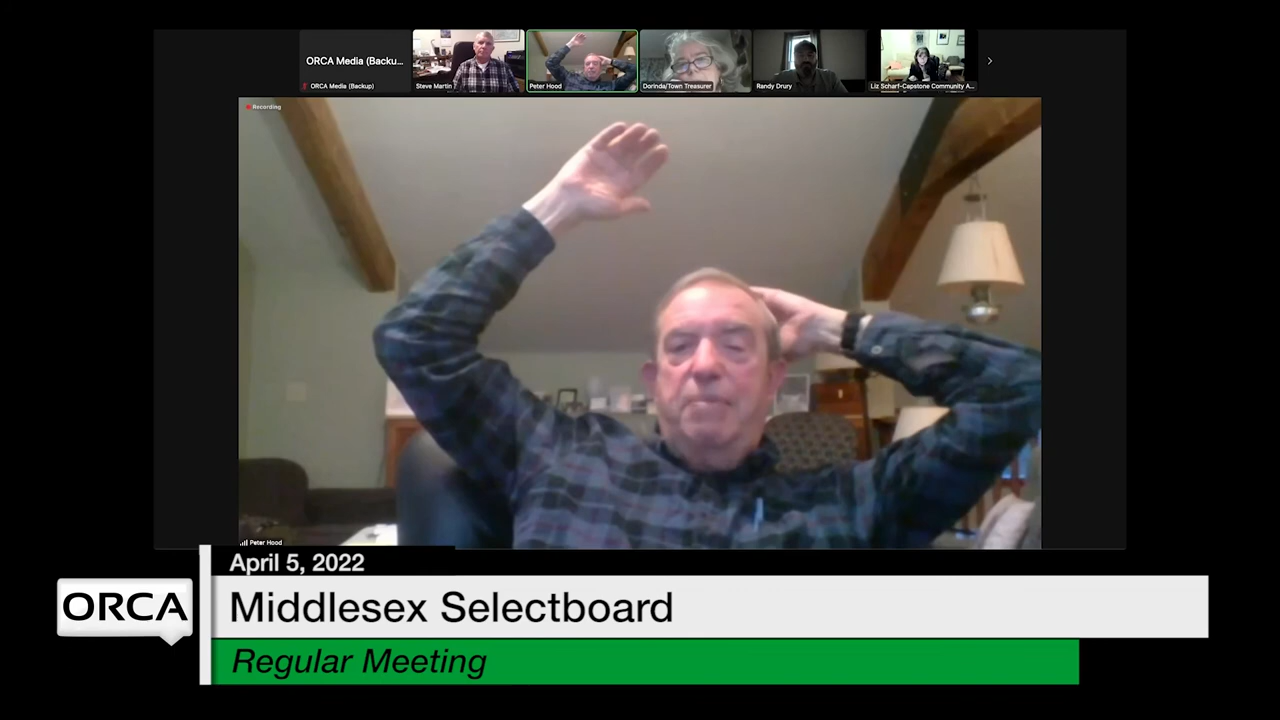 ORCA Media (Backu...
ORCA Media (Backup)
Steve Martin
Peter Hood
Dorinda/Town Treasurer
Randy Drury
Liz Scharf-Capstone Community A...
Recording
Peter Hood
April 5, 2022
ORCA
Middlesex Selectboard
Regular Meeting